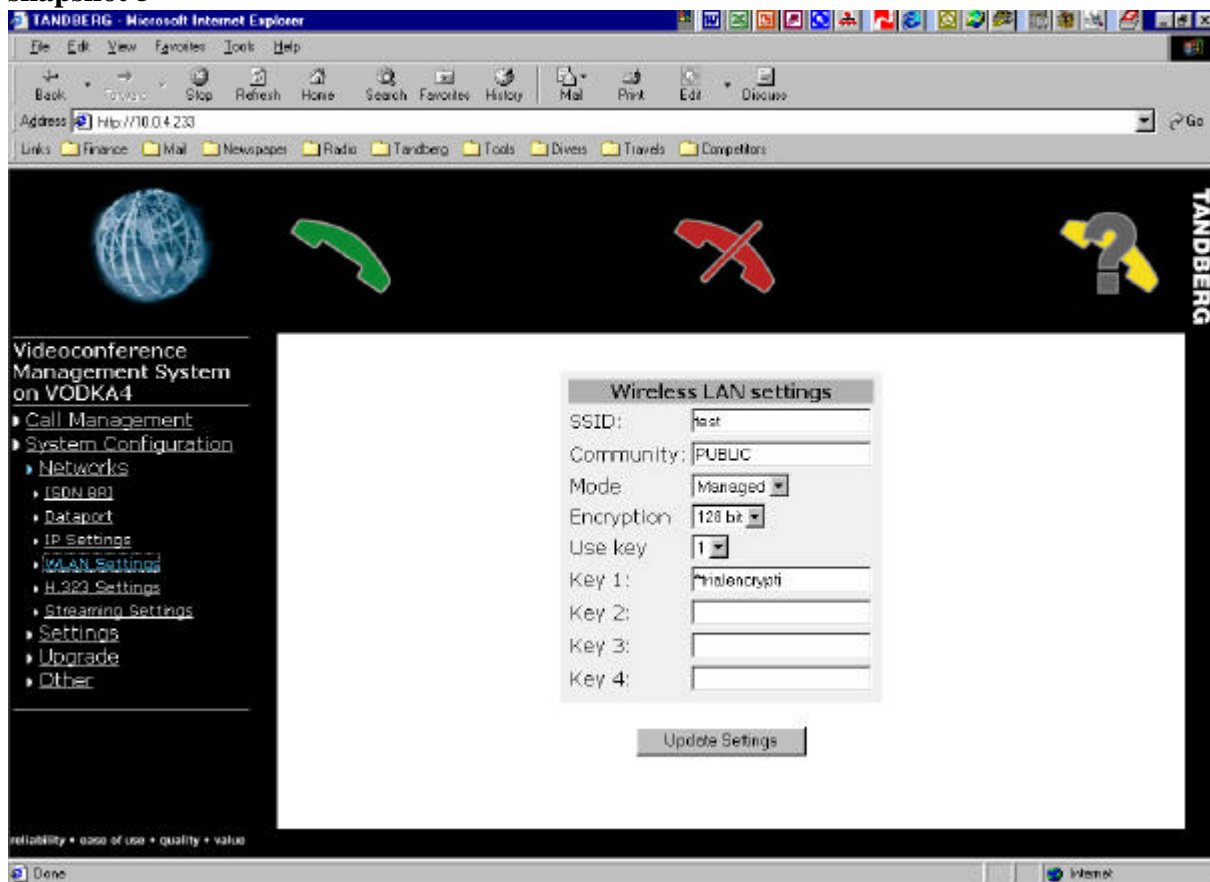 snapshot 3
TANDBERG - Microsoft Internet Explorer
File Edit View Favorites Tools Help
Back Forward Stop Refresh Home Search Favorites History Mail Print Edit Discuss
Address http://10.0.4.233 Go
Links Finance Mail Newspaper Radio Tandberg Tools Divers Travels Competitors
TANDBERG
Videoconference
Management System
on VODKA4
Call Management
System Configuration
Networks
ISDN BRI
Dataport
IP Settings
WLAN Settings
H.323 Settings
Streaming Settings
Settings
Upgrade
Other
Wireless LAN settings
SSID: test
Community: PUBLIC
Mode Managed
Encryption 128 bit
Use key 1
Key 1: *trialencrypti
Key 2:
Key 3:
Key 4:
Update Settings
reliability • ease of use • quality • value
Done Internet